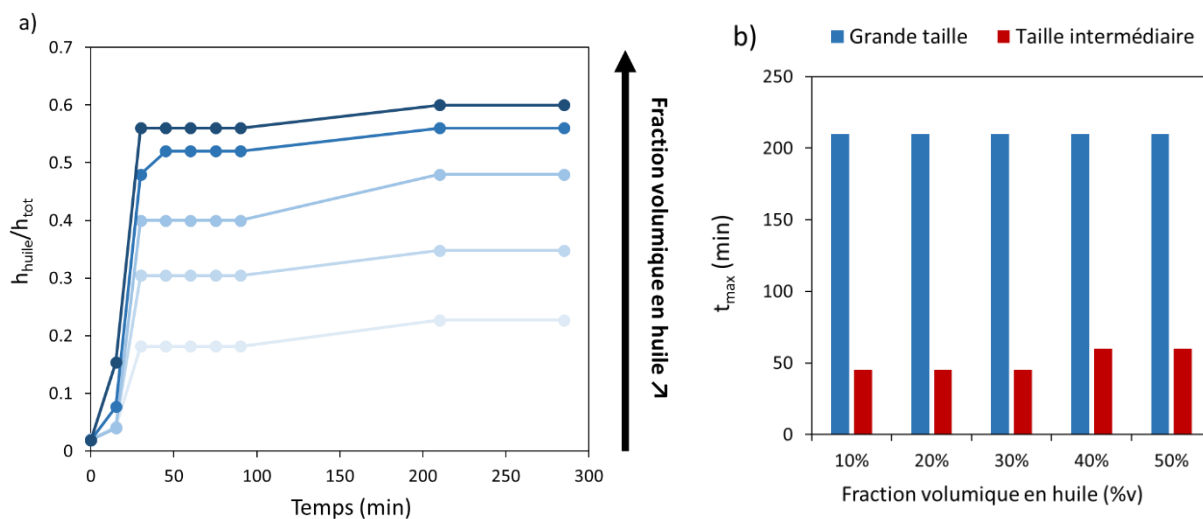 a)
0.7
0.6
0.5
0.4
0.3
0.2
0.1
0
h_huile/h_tot
0 50 100 150 200 250 300
Temps (min)
Fraction volumique en huile ↗
b)
Grande taille Taille intermédiaire
250
200
150
100
50
0
t_max (min)
10% 20% 30% 40% 50%
Fraction volumique en huile (%v)